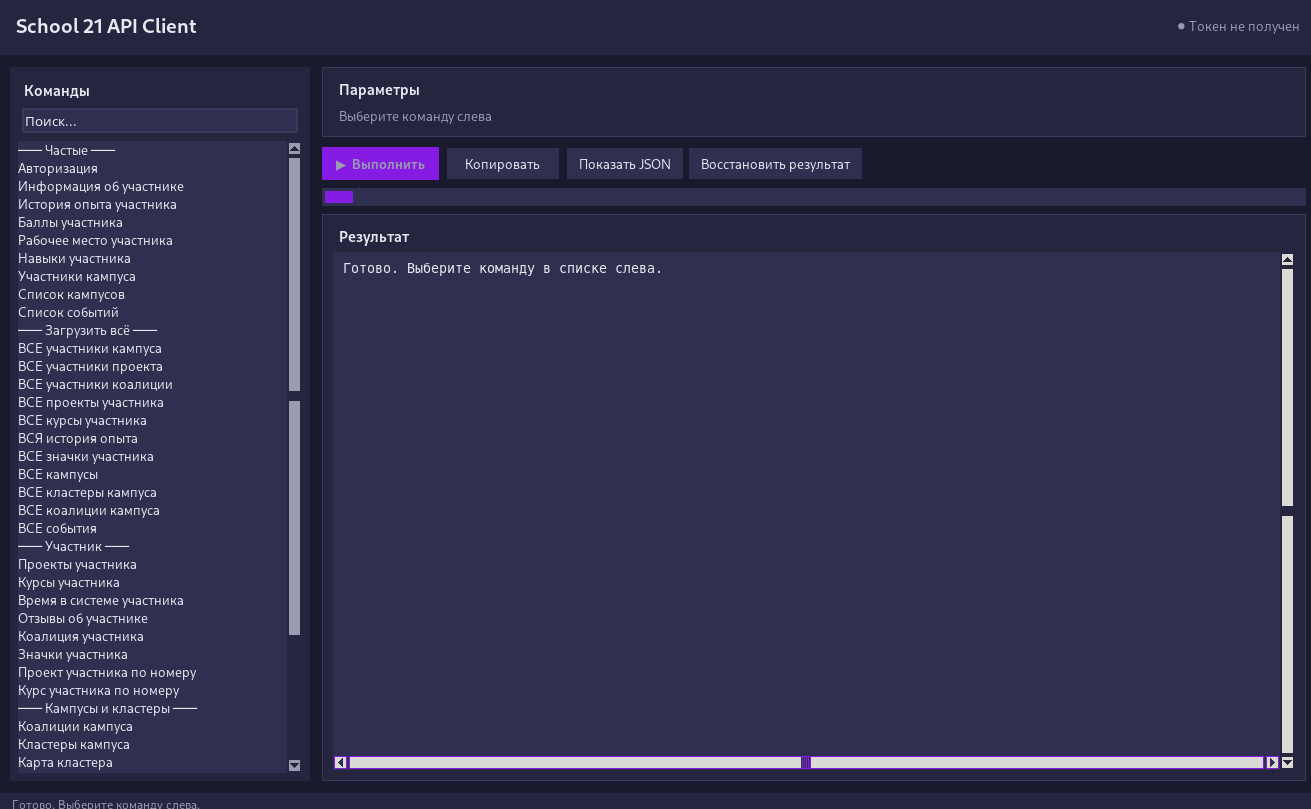 School 21 API Client
● Токен не получен
Команды
Поиск...
─── Частые ───
Авторизация
Информация об участнике
История опыта участника
Баллы участника
Рабочее место участника
Навыки участника
Участники кампуса
Список кампусов
Список событий
─── Загрузить всё ───
ВСЕ участники кампуса
ВСЕ участники проекта
ВСЕ участники коалиции
ВСЕ проекты участника
ВСЕ курсы участника
ВСЯ история опыта
ВСЕ значки участника
ВСЕ кампусы
ВСЕ кластеры кампуса
ВСЕ коалиции кампуса
ВСЕ события
─── Участник ───
Проекты участника
Курсы участника
Время в системе участника
Отзывы об участнике
Коалиция участника
Значки участника
Проект участника по номеру
Курс участника по номеру
─── Кампусы и кластеры ───
Коалиции кампуса
Кластеры кампуса
Карта кластера
Параметры
Выберите команду слева
▶ Выполнить
Копировать
Показать JSON
Восстановить результат
Результат
Готово. Выберите команду в списке слева.
Готово. Выберите команду слева.